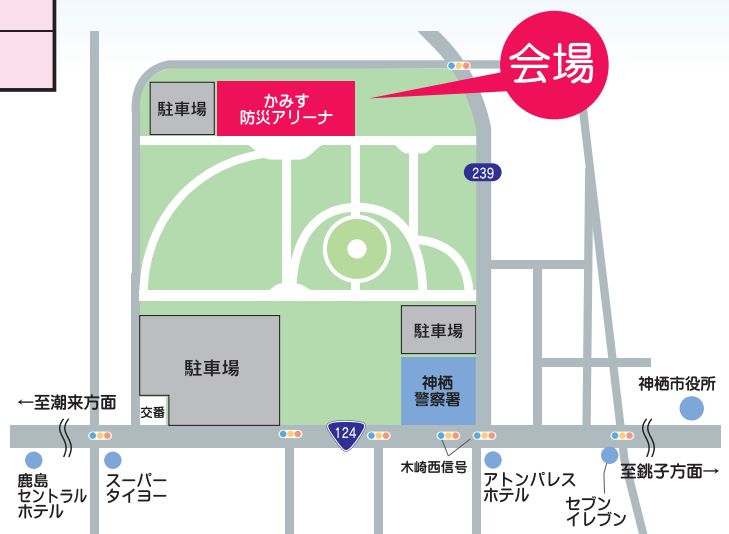 会場
駐車場
かみす
防災アリーナ
239
駐車場
駐車場
神栖
警察署
神栖市役所
←至潮来方面
交番
124
木崎西信号
至銚子方面→
鹿島
セントラル
ホテル
スーパー
タイヨー
アトンパレス
ホテル
セブン
イレブン